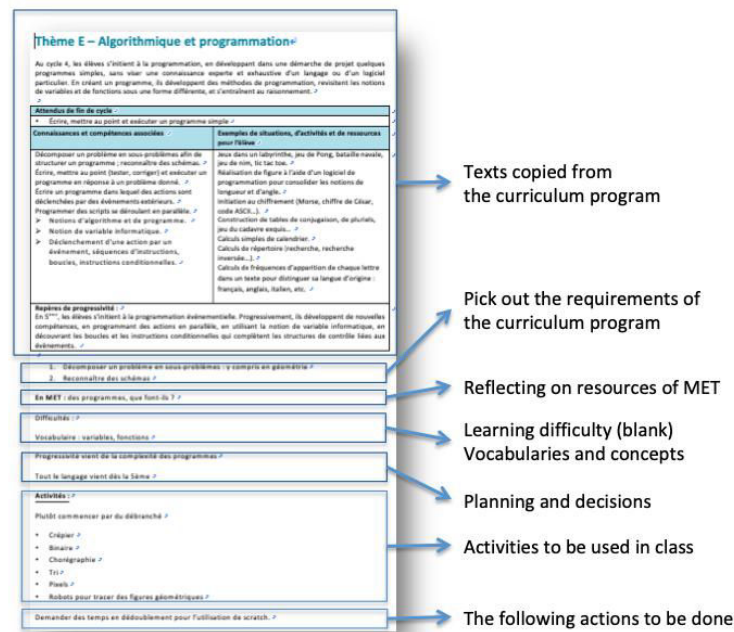 Thème E – Algorithmique et programmation
Au cycle 4, les élèves s'initient à la programmation, en développant dans une démarche de projet quelques
programmes simples, sans viser une connaissance experte et exhaustive d'un langage ou d'un logiciel
particulier. En créant un programme, ils développent des méthodes de programmation, revisitent les notions
de variables et de fonctions sous une forme différente, et s'entraînent au raisonnement.
Attendus de fin de cycle
• Écrire, mettre au point et exécuter un programme simple
Connaissances et compétences associées
Décomposer un problème en sous-problèmes afin de
structurer un programme ; reconnaître des schémas.
Écrire, mettre au point (tester, corriger) et exécuter un
programme en réponse à un problème donné.
Écrire un programme dans lequel des actions sont
déclenchées par des évènements extérieurs.
Programmer des scripts se déroulant en parallèle.
➢ Notions d'algorithme et de programme.
➢ Notion de variable informatique.
➢ Déclenchement d'une action par un
évènement, séquences d'instructions,
boucles, instructions conditionnelles.
Exemples de situations, d'activités et de ressources
pour l'élève
Jeux dans un labyrinthe, jeu de Pong, bataille navale,
jeu de nim, tic tac toe.
Réalisation de figure à l'aide d'un logiciel de
programmation pour consolider les notions de
longueur et d'angle.
Initiation au chiffrement (Morse, chiffre de César,
code ASCII...).
Construction de tables de conjugaison, de pluriels,
jeu du cadavre exquis...
Calculs simples de calendrier.
Calculs de répertoire (recherche, recherche
inversée...).
Calculs de fréquences d'apparition de chaque lettre
dans un texte pour distinguer sa langue d'origine :
français, anglais, italien, etc.
Repères de progressivité :
En 5ème, les élèves s'initient à la programmation évènementielle. Progressivement, ils développent de nouvelles
compétences, en programmant des actions en parallèle, en utilisant la notion de variable informatique, en
découvrant les boucles et les instructions conditionnelles qui complètent les structures de contrôle liées aux
évènements.
1. Décomposer un problème en sous-problèmes : y compris en géométrie
2. Reconnaître des schémas
En MET : des programmes, que font-ils ?
Difficultés :
Vocabulaire : variables, fonctions
Progressivité vient de la complexité des programmes
Tout le langage vient dès la 5ème
Activités :
Plutôt commencer par du débranché
• Crêpier
• Binaire
• Chorégraphie
• Tri
• Pixels
• Robots pour tracer des figures géométriques
Demander des temps en dédoublement pour l'utilisation de scratch.
Texts copied from
the curriculum program
Pick out the requirements of
the curriculum program
Reflecting on resources of MET
Learning difficulty (blank)
Vocabularies and concepts
Planning and decisions
Activities to be used in class
The following actions to be done